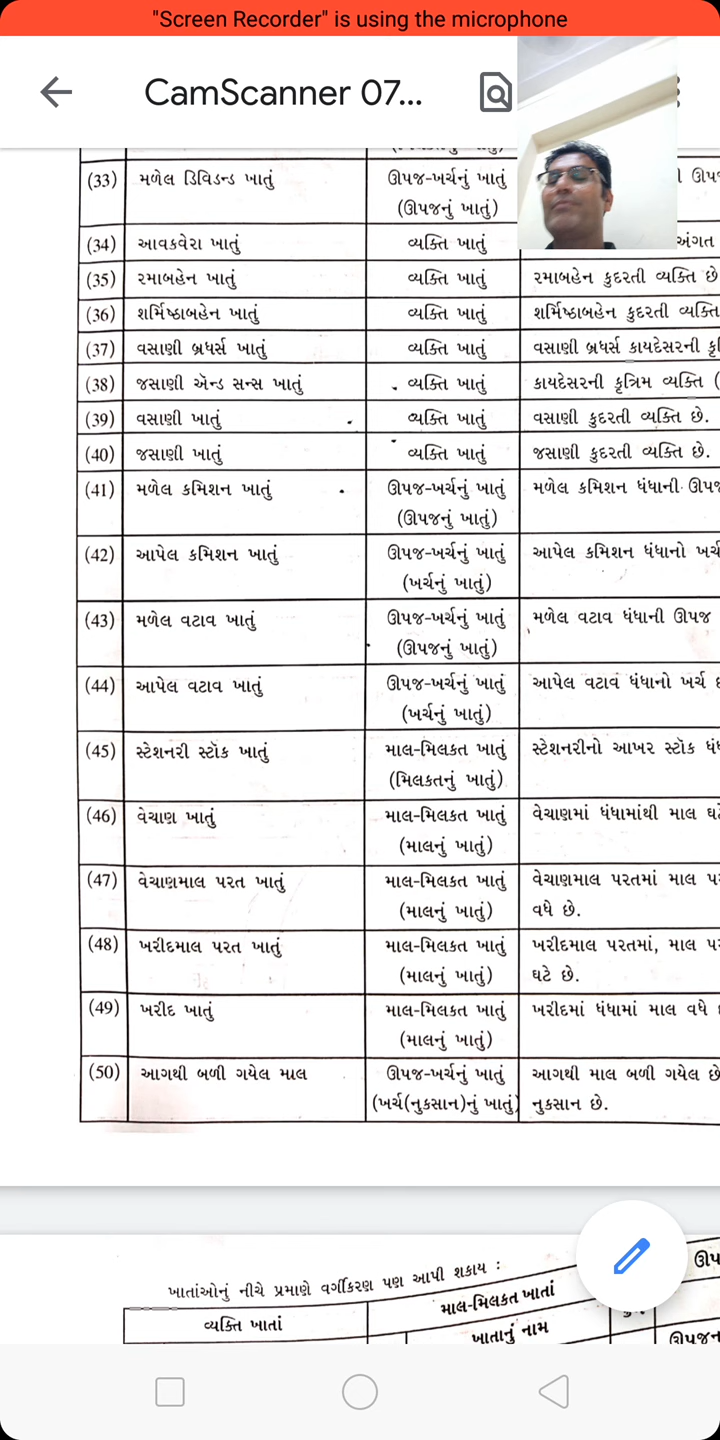 "Screen Recorder" is using the microphone
CamScanner 07...
(33) મળેલ ડિવિડન્ડ ખાતું ઊપજ-ખર્ચનું ખાતું
(ઊપજનું ખાતું)
(34) આવકવેરા ખાતું વ્યક્તિ ખાતું અંગત
(35) રમાબહેન ખાતું વ્યક્તિ ખાતું રમાબહેન કુદરતી વ્યક્તિ છે
(36) શર્મિષ્ઠાબહેન ખાતું વ્યક્તિ ખાતું શર્મિષ્ઠાબહેન કુદરતી વ્યક્તિ
(37) વસાણી બ્રધર્સ ખાતું વ્યક્તિ ખાતું વસાણી બ્રધર્સ કાયદેસરની
(38) જસાણી ઍન્ડ સન્સ ખાતું વ્યક્તિ ખાતું કાયદેસરની કૃત્રિમ વ્યક્તિ (
(39) વસાણી ખાતું વ્યક્તિ ખાતું વસાણી કુદરતી વ્યક્તિ છે.
(40) જસાણી ખાતું વ્યક્તિ ખાતું જસાણી કુદરતી વ્યક્તિ છે.
(41) મળેલ કમિશન ખાતું ઊપજ-ખર્ચનું ખાતું મળેલ કમિશન ધંધાની
(ઊપજનું ખાતું)
(42) આપેલ કમિશન ખાતું ઊપજ-ખર્ચનું ખાતું આપેલ કમિશન ધંધાનો
(ખર્ચનું ખાતું)
(43) મળેલ વટાવ ખાતું ઊપજ-ખર્ચનું ખાતું મળેલ વટાવ ધંધાની ઊપજ
(ઊપજનું ખાતું)
(44) આપેલ વટાવ ખાતું ઊપજ-ખર્ચનું ખાતું આપેલ વટાવ ધંધાનો ખર્ચ
(ખર્ચનું ખાતું)
(45) સ્ટેશનરી સ્ટૉક ખાતું માલ-મિલકત ખાતું સ્ટેશનરીનો આખર સ્ટૉક
(મિલકતનું ખાતું)
(46) વેચાણ ખાતું માલ-મિલકત ખાતું વેચાણમાં ધંધામાંથી માલ
(માલનું ખાતું)
(47) વેચાણમાલ પરત ખાતું માલ-મિલકત ખાતું વેચાણમાલ પરતમાં માલ
(માલનું ખાતું) વધે છે.
(48) ખરીદમાલ પરત ખાતું માલ-મિલકત ખાતું ખરીદમાલ પરતમાં, માલ
(માલનું ખાતું) ઘટે છે.
(49) ખરીદ ખાતું માલ-મિલકત ખાતું ખરીદમાં ધંધામાં માલ વધે
(માલનું ખાતું)
(50) આગથી બળી ગયેલ માલ ઊપજ-ખર્ચનું ખાતું આગથી માલ બળી ગયેલ છે
(ખર્ચ(નુકસાન)નું ખાતું) નુકસાન છે.
ખાતાંઓનું નીચે પ્રમાણે વર્ગીકરણ પણ આપી શકાય :
વ્યક્તિ ખાતાં માલ-મિલકત ખાતાં
ખાતાનું નામ